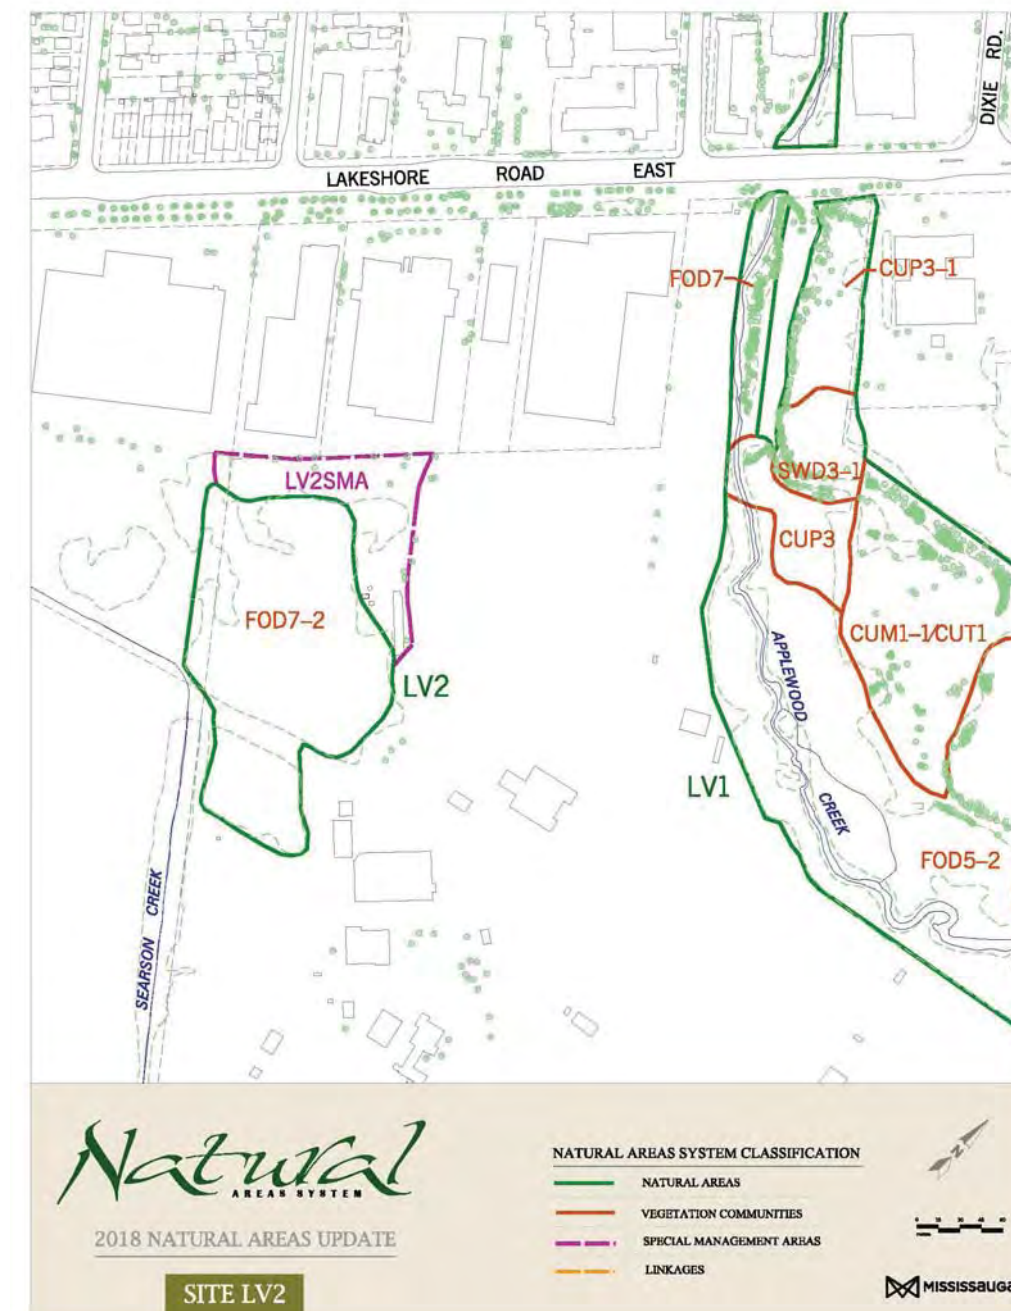 DIXIE RD.
LAKESHORE ROAD EAST
FOD7
CUP3-1
LV2SMA
SWD3-1
CUP3
FOD7-2
CUM1-1/CUT1
APPLEWOOD
LV2
LV1
CREEK
FOD5-2
SEARSON CREEK
Natural
AREAS SYSTEM
2018 NATURAL AREAS UPDATE
SITE LV2
NATURAL AREAS SYSTEM CLASSIFICATION
NATURAL AREAS
VEGETATION COMMUNITIES
SPECIAL MANAGEMENT AREAS
LINKAGES
N
MISSISSAUGA